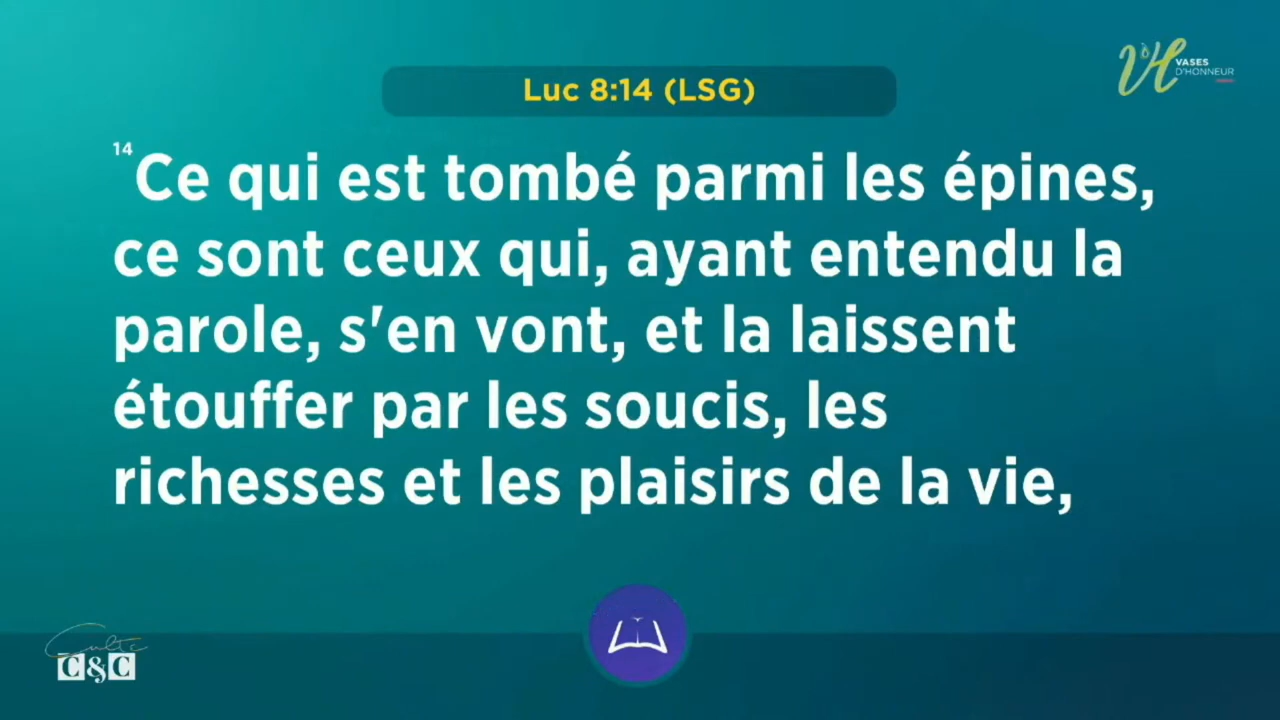 VH VASES
D'HONNEUR
Luc 8:14 (LSG)
14 Ce qui est tombé parmi les épines,
ce sont ceux qui, ayant entendu la
parole, s'en vont, et la laissent
étouffer par les soucis, les
richesses et les plaisirs de la vie,
Culte
C&C